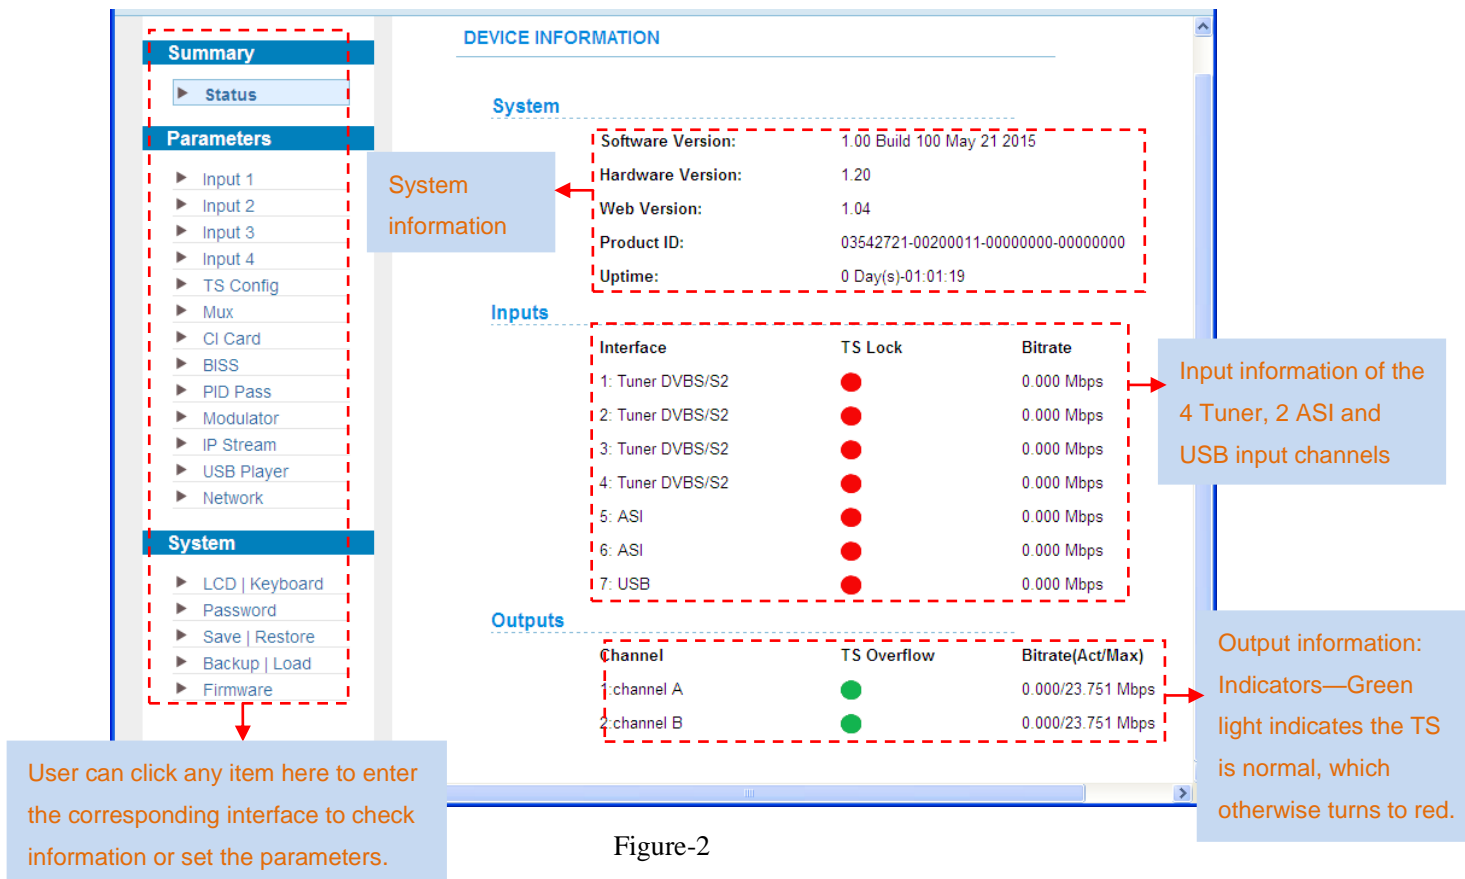 Summary
Status
Parameters
Input 1
Input 2
Input 3
Input 4
TS Config
Mux
CI Card
BISS
PID Pass
Modulator
IP Stream
USB Player
Network
System
LCD | Keyboard
Password
Save | Restore
Backup | Load
Firmware
User can click any item here to enter
the corresponding interface to check
information or set the parameters.
DEVICE INFORMATION
System
System
information
Software Version: 1.00 Build 100 May 21 2015
Hardware Version: 1.20
Web Version: 1.04
Product ID: 03542721-00200011-00000000-00000000
Uptime: 0 Day(s)-01:01:19
Inputs
Interface TS Lock Bitrate
1: Tuner DVBS/S2 0.000 Mbps
2: Tuner DVBS/S2 0.000 Mbps
3: Tuner DVBS/S2 0.000 Mbps
4: Tuner DVBS/S2 0.000 Mbps
5: ASI 0.000 Mbps
6: ASI 0.000 Mbps
7: USB 0.000 Mbps
Input information of the
4 Tuner, 2 ASI and
USB input channels
Outputs
Channel TS Overflow Bitrate(Act/Max)
1:channel A 0.000/23.751 Mbps
2:channel B 0.000/23.751 Mbps
Output information:
Indicators—Green
light indicates the TS
is normal, which
otherwise turns to red.
Figure-2